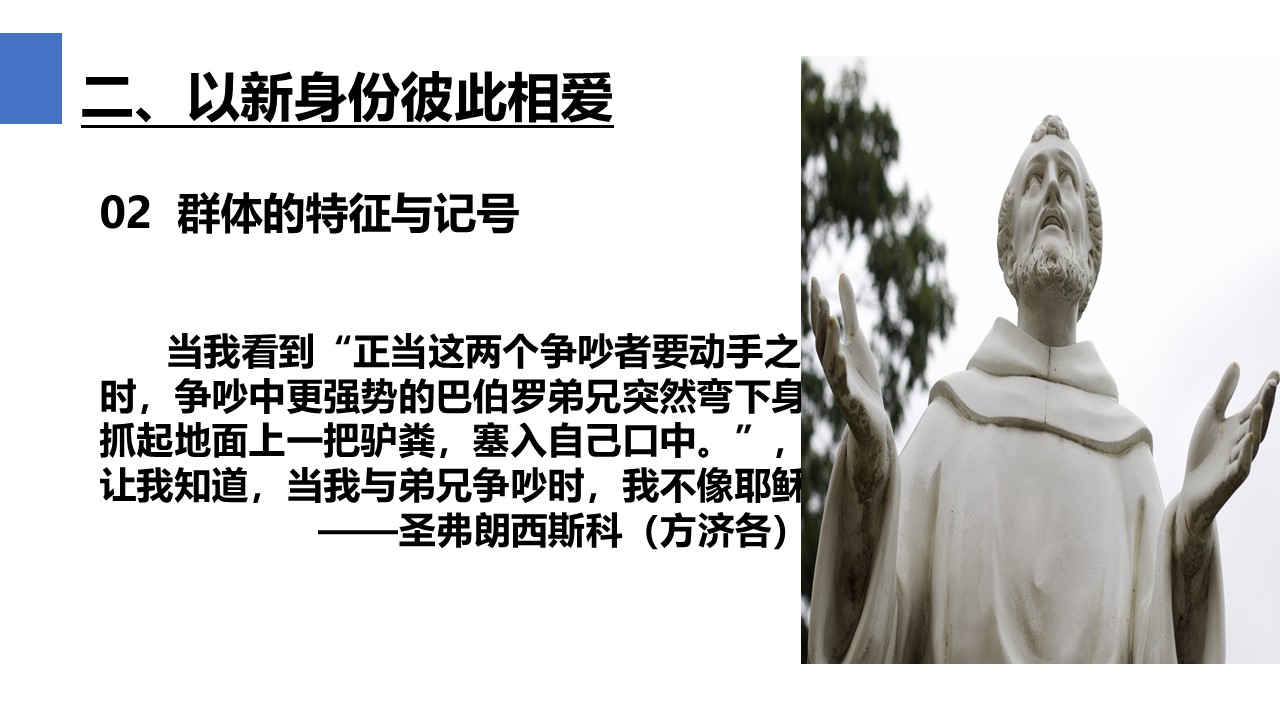 二、以新身份彼此相爱
02 群体的特征与记号
当我看到“正当这两个争吵者要动手之
时，争吵中更强势的巴伯罗弟兄突然弯下身
抓起地面上一把驴粪，塞入自己口中。”，
让我知道，当我与弟兄争吵时，我不像耶稣
——圣弗朗西斯科（方济各）